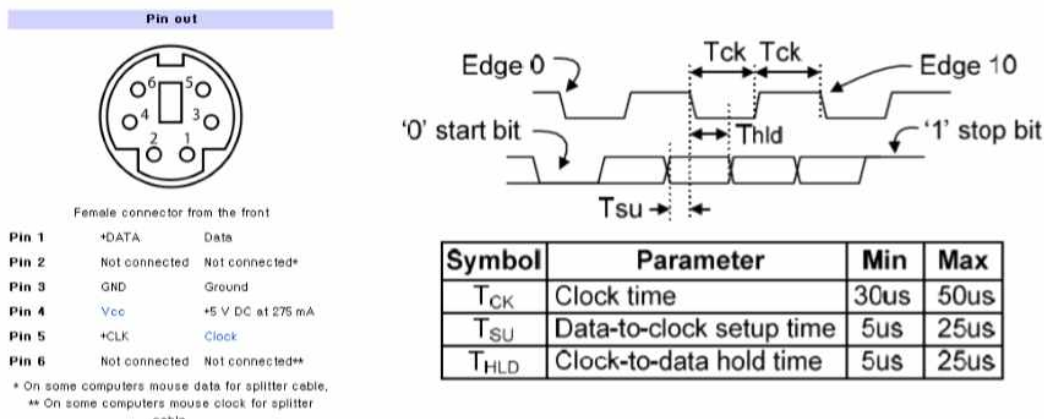 Pin out
6 5
4 3
2 1
Female connector from the front
Pin 1 +DATA Data
Pin 2 Not connected Not connected*
Pin 3 GND Ground
Pin 4 Vcc +5 V DC at 275 mA
Pin 5 +CLK Clock
Pin 6 Not connected Not connected**
* On some computers mouse data for splitter cable,
** On some computers mouse clock for splitter
Edge 0
Tck Tck
Edge 10
'0' start bit
Thld
'1' stop bit
Tsu
Symbol Parameter Min Max
TCK Clock time 30us 50us
TSU Data-to-clock setup time 5us 25us
THLD Clock-to-data hold time 5us 25us